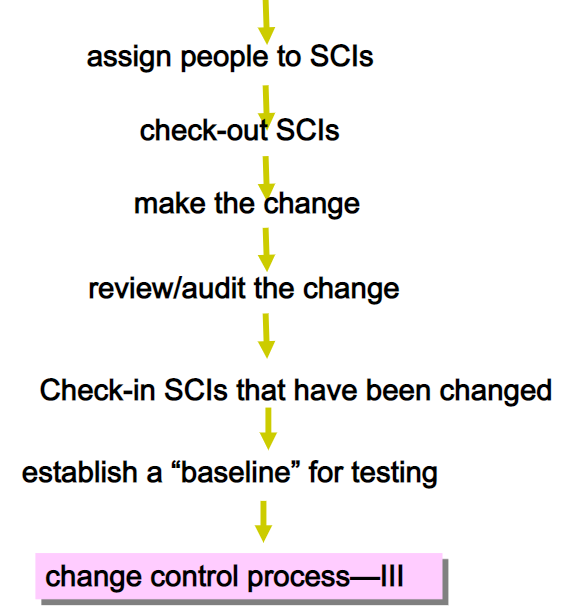 assign people to SCIs
check-out SCIs
make the change
review/audit the change
Check-in SCIs that have been changed
establish a “baseline” for testing
change control process—III